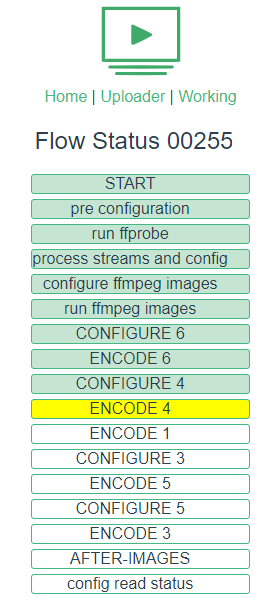 Home | Uploader | Working
Flow Status 00255
START
pre configuration
run ffprobe
process streams and config
configure ffmpeg images
run ffmpeg images
CONFIGURE 6
ENCODE 6
CONFIGURE 4
ENCODE 4
ENCODE 1
CONFIGURE 3
ENCODE 5
CONFIGURE 5
ENCODE 3
AFTER-IMAGES
config read status